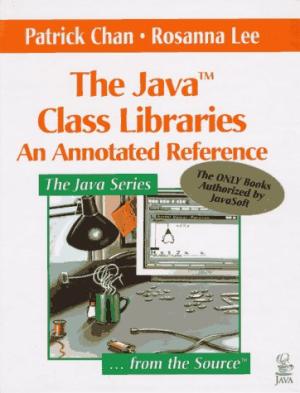 Patrick Chan • Rosanna Lee
The Java™
Class Libraries
An Annotated Reference
The Java Series
The ONLY Books
Authorized by
JavaSoft
... from the Source™
JAVA